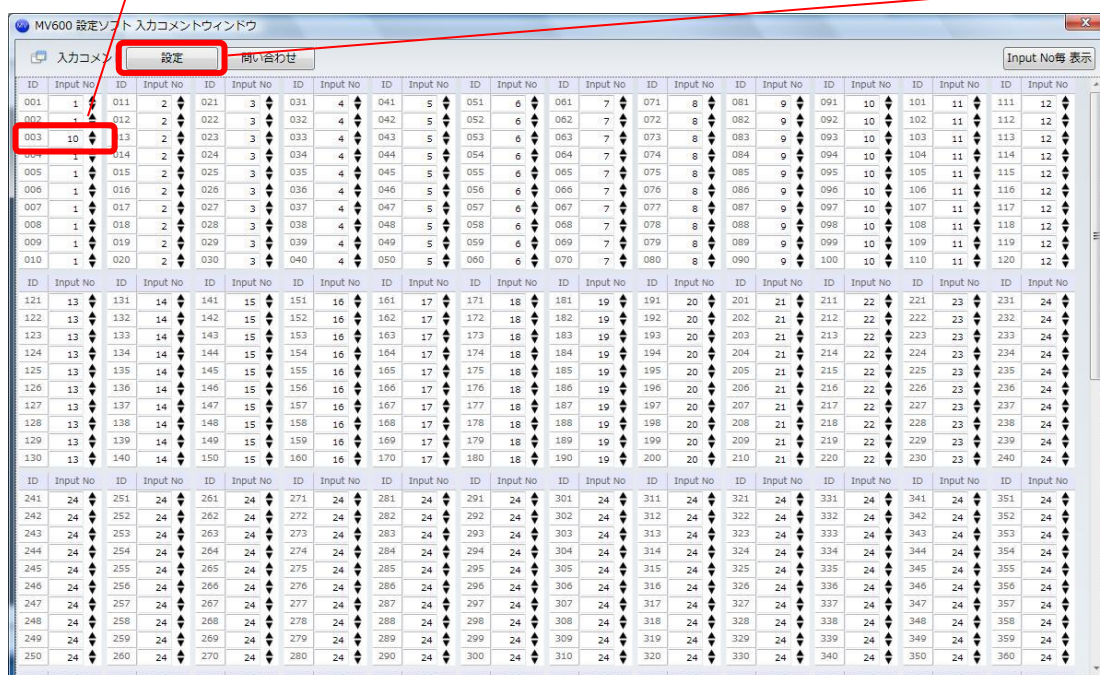 MV600 設定ソフト 入力コメントウィンドウ
入力コメン 設定 問い合わせ Input No毎 表示
ID Input No ID Input No ID Input No ID Input No ID Input No ID Input No ID Input No ID Input No ID Input No ID Input No ID Input No ID Input No
001 1 011 2 021 3 031 4 041 5 051 6 061 7 071 8 081 9 091 10 101 11 111 12
002 1 012 2 022 3 032 4 042 5 052 6 062 7 072 8 082 9 092 10 102 11 112 12
003 10 013 2 023 3 033 4 043 5 053 6 063 7 073 8 083 9 093 10 103 11 113 12
004 1 014 2 024 3 034 4 044 5 054 6 064 7 074 8 084 9 094 10 104 11 114 12
005 1 015 2 025 3 035 4 045 5 055 6 065 7 075 8 085 9 095 10 105 11 115 12
006 1 016 2 026 3 036 4 046 5 056 6 066 7 076 8 086 9 096 10 106 11 116 12
007 1 017 2 027 3 037 4 047 5 057 6 067 7 077 8 087 9 097 10 107 11 117 12
008 1 018 2 028 3 038 4 048 5 058 6 068 7 078 8 088 9 098 10 108 11 118 12
009 1 019 2 029 3 039 4 049 5 059 6 069 7 079 8 089 9 099 10 109 11 119 12
010 1 020 2 030 3 040 4 050 5 060 6 070 7 080 8 090 9 100 10 110 11 120 12
ID Input No ID Input No ID Input No ID Input No ID Input No ID Input No ID Input No ID Input No ID Input No ID Input No ID Input No ID Input No
121 13 131 14 141 15 151 16 161 17 171 18 181 19 191 20 201 21 211 22 221 23 231 24
122 13 132 14 142 15 152 16 162 17 172 18 182 19 192 20 202 21 212 22 222 23 232 24
123 13 133 14 143 15 153 16 163 17 173 18 183 19 193 20 203 21 213 22 223 23 233 24
124 13 134 14 144 15 154 16 164 17 174 18 184 19 194 20 204 21 214 22 224 23 234 24
125 13 135 14 145 15 155 16 165 17 175 18 185 19 195 20 205 21 215 22 225 23 235 24
126 13 136 14 146 15 156 16 166 17 176 18 186 19 196 20 206 21 216 22 226 23 236 24
127 13 137 14 147 15 157 16 167 17 177 18 187 19 197 20 207 21 217 22 227 23 237 24
128 13 138 14 148 15 158 16 168 17 178 18 188 19 198 20 208 21 218 22 228 23 238 24
129 13 139 14 149 15 159 16 169 17 179 18 189 19 199 20 209 21 219 22 229 23 239 24
130 13 140 14 150 15 160 16 170 17 180 18 190 19 200 20 210 21 220 22 230 23 240 24
ID Input No ID Input No ID Input No ID Input No ID Input No ID Input No ID Input No ID Input No ID Input No ID Input No ID Input No ID Input No
241 24 251 24 261 24 271 24 281 24 291 24 301 24 311 24 321 24 331 24 341 24 351 24
242 24 252 24 262 24 272 24 282 24 292 24 302 24 312 24 322 24 332 24 342 24 352 24
243 24 253 24 263 24 273 24 283 24 293 24 303 24 313 24 323 24 333 24 343 24 353 24
244 24 254 24 264 24 274 24 284 24 294 24 304 24 314 24 324 24 334 24 344 24 354 24
245 24 255 24 265 24 275 24 285 24 295 24 305 24 315 24 325 24 335 24 345 24 355 24
246 24 256 24 266 24 276 24 286 24 296 24 306 24 316 24 326 24 336 24 346 24 356 24
247 24 257 24 267 24 277 24 287 24 297 24 307 24 317 24 327 24 337 24 347 24 357 24
248 24 258 24 268 24 278 24 288 24 298 24 308 24 318 24 328 24 338 24 348 24 358 24
249 24 259 24 269 24 279 24 289 24 299 24 309 24 319 24 329 24 339 24 349 24 359 24
250 24 260 24 270 24 280 24 290 24 300 24 310 24 320 24 330 24 340 24 350 24 360 24